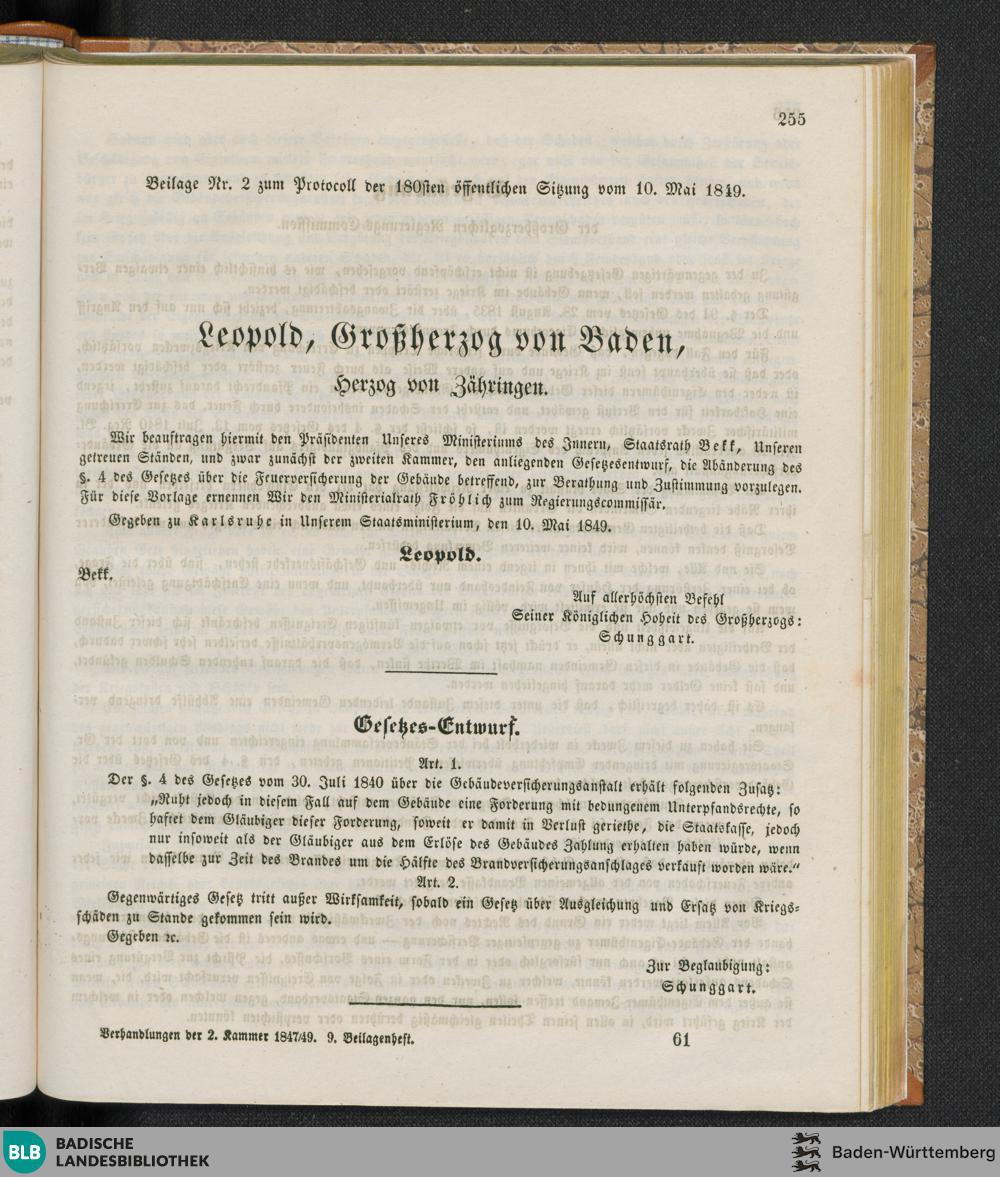 255
Beilage Nr. 2 zum Protocoll der 180sten öffentlichen Sitzung vom 10. Mai 1849.
Leopold, Großherzog von Baden,
Herzog von Zähringen.
Wir beauftragen hiermit den Präsidenten Unseres Ministeriums des Innern, Staatsrath Bekk, Unseren
getreuen Ständen, und zwar zunächst der zweiten Kammer, den anliegenden Gesetzesentwurf, die Abänderung des
§. 4 des Gesetzes über die Feuerversicherung der Gebäude betreffend, zur Berathung und Zustimmung vorzulegen.
Für diese Vorlage ernennen Wir den Ministerialrath Fröhlich zum Regierungscommissär.
Gegeben zu Karlsruhe in Unserem Staatsministerium, den 10. Mai 1849.
Leopold.
Bekk.
Auf allerhöchsten Befehl
Seiner Königlichen Hoheit des Großherzogs:
Schunggart.
Gesetzes-Entwurf.
Art. 1.
Der §. 4 des Gesetzes vom 30. Juli 1840 über die Gebäudeversicherungsanstalt erhält folgenden Zusatz:
„Ruht jedoch in diesem Fall auf dem Gebäude eine Forderung mit bedungenem Unterpfandsrechte, so
haftet dem Gläubiger dieser Forderung, soweit er damit in Verlust geriethe, die Staatskasse, jedoch
nur insoweit als der Gläubiger aus dem Erlöse des Gebäudes Zahlung erhalten haben würde, wenn
dasselbe zur Zeit des Brandes um die Hälfte des Brandversicherungsanschlages verkauft worden wäre.“
Art. 2.
Gegenwärtiges Gesetz tritt außer Wirksamkeit, sobald ein Gesetz über Ausgleichung und Ersatz von Kriegs-
schäden zu Stande gekommen sein wird.
Gegeben ꝛc.
Zur Beglaubigung:
Schunggart.
Verhandlungen der 2. Kammer 1847/49. 9. Beilagenheft.
61
BLB BADISCHE
LANDESBIBLIOTHEK
Baden-Württemberg